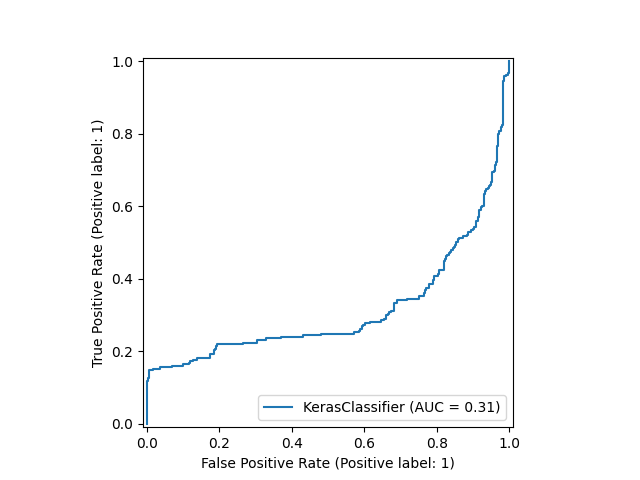 1.0
0.8
0.6
0.4
0.2
0.0
True Positive Rate (Positive label: 1)
KerasClassifier (AUC = 0.31)
0.0 0.2 0.4 0.6 0.8 1.0
False Positive Rate (Positive label: 1)